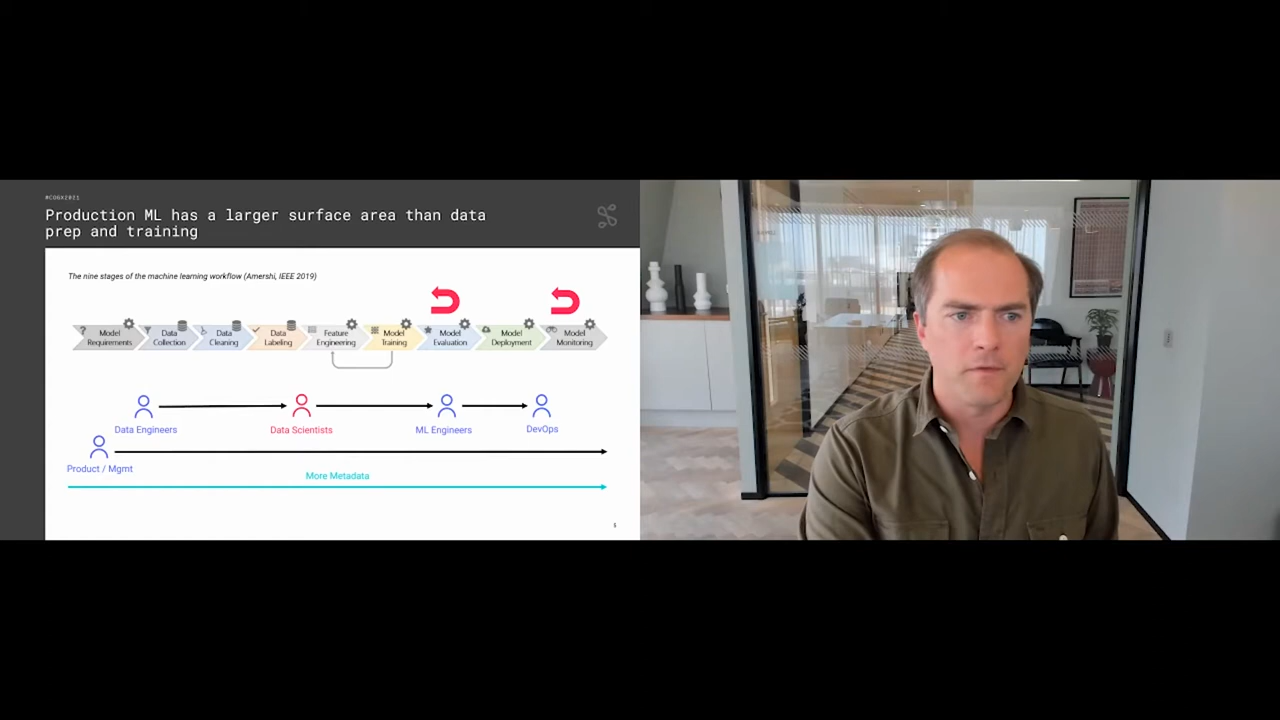 #COGX2021
Production ML has a larger surface area than data
prep and training
The nine stages of the machine learning workflow (Amershi, IEEE 2019)
Model
Requirements
Data
Collection
Data
Cleaning
Data
Labeling
Feature
Engineering
Model
Training
Model
Evaluation
Model
Deployment
Model
Monitoring
Data Engineers
Data Scientists
ML Engineers
DevOps
Product / Mgmt
More Metadata